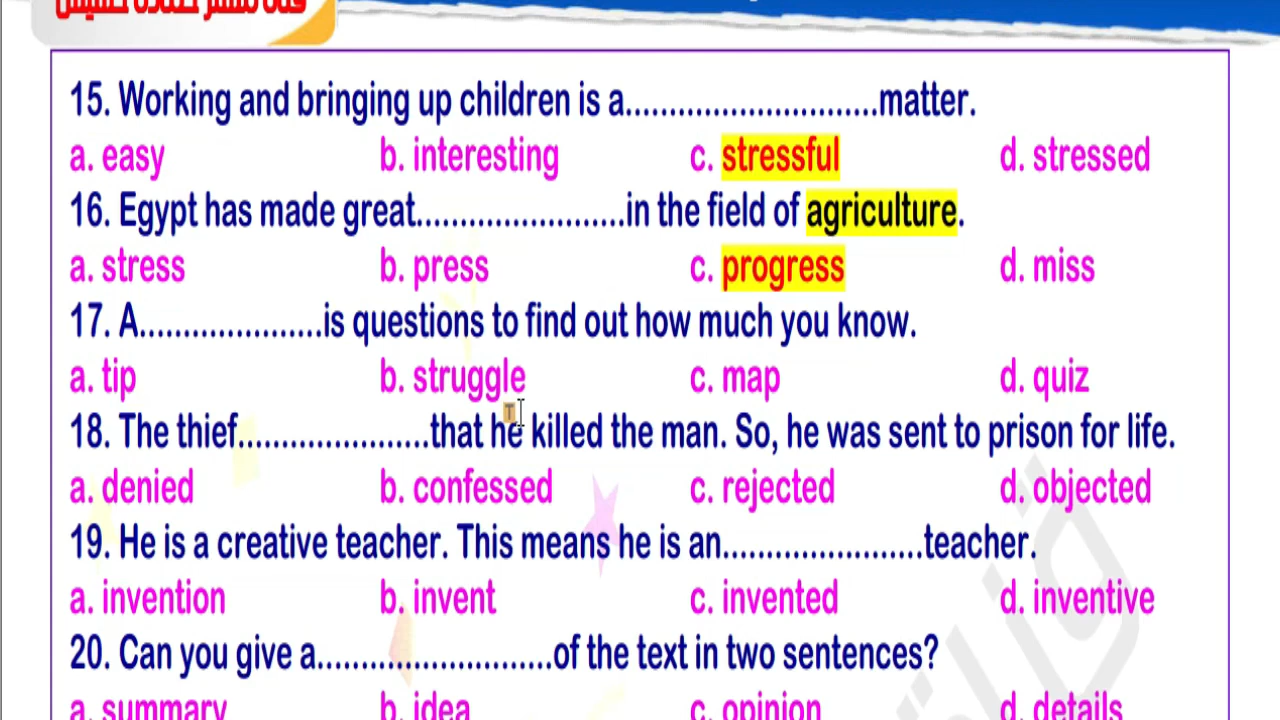 15. Working and bringing up children is a.............................matter.
a. easy b. interesting c. stressful d. stressed
16. Egypt has made great........................in the field of agriculture.
a. stress b. press c. progress d. miss
17. A.....................is questions to find out how much you know.
a. tip b. struggle c. map d. quiz
18. The thief......................that he killed the man. So, he was sent to prison for life.
a. denied b. confessed c. rejected d. objected
19. He is a creative teacher. This means he is an.......................teacher.
a. invention b. invent c. invented d. inventive
20. Can you give a...........................of the text in two sentences?
a. summary b. idea c. opinion d. details